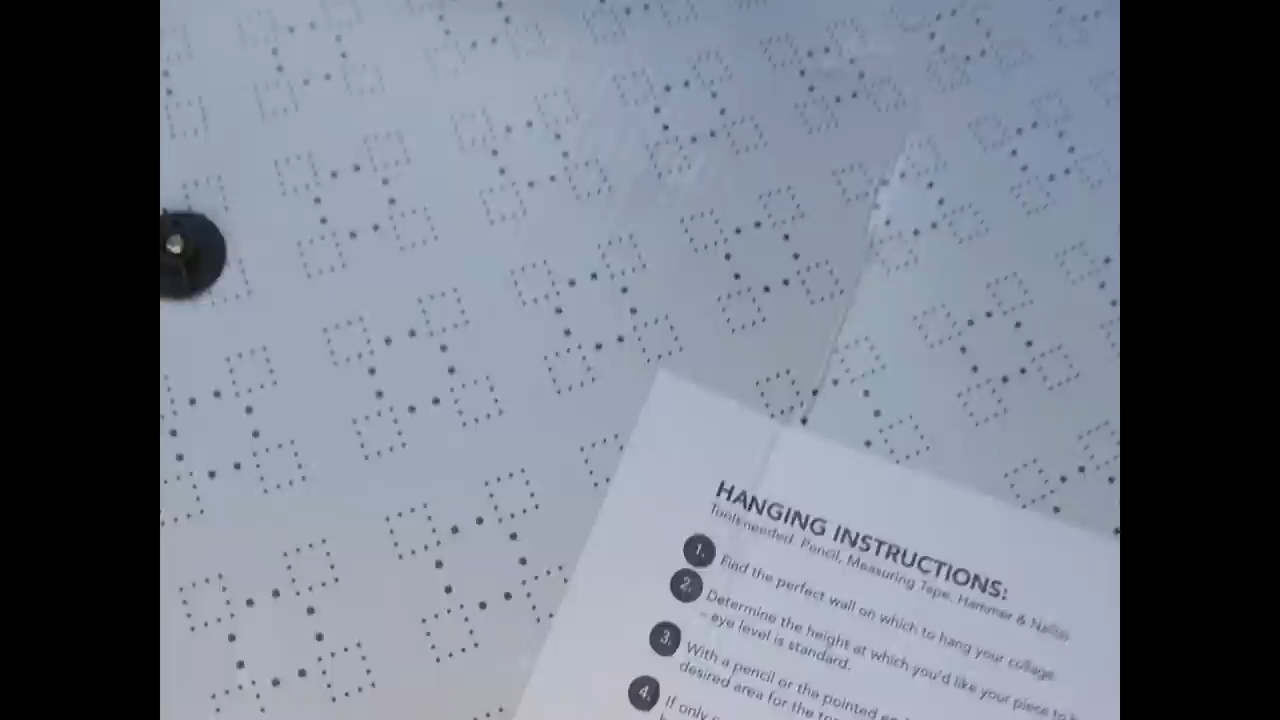 HANGING INSTRUCTIONS:
Tools needed: Pencil, Measuring Tape, Hammer & Nail(s)
1. Find the perfect wall on which to hang your collage.
2. Determine the height at which you'd like your piece to
– eye level is standard.
3. With a pencil or the pointed
desired area for the
4. If only